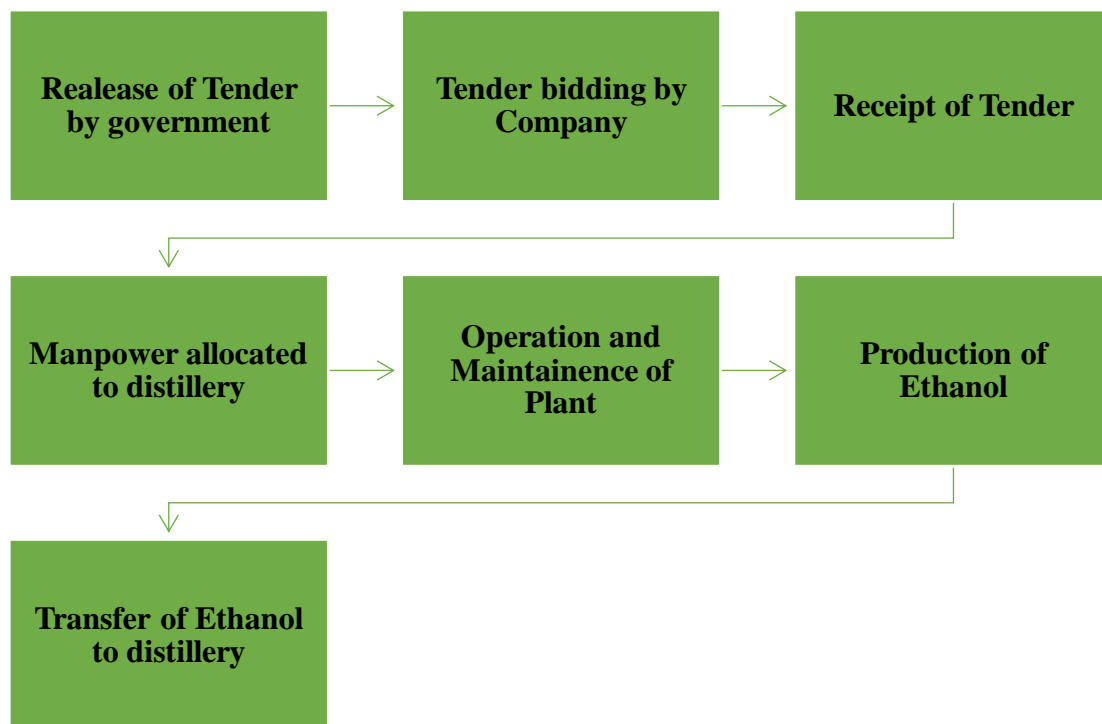 Realease of Tender
by government
Tender bidding by
Company
Receipt of Tender
Manpower allocated
to distillery
Operation and
Maintainence of
Plant
Production of
Ethanol
Transfer of Ethanol
to distillery